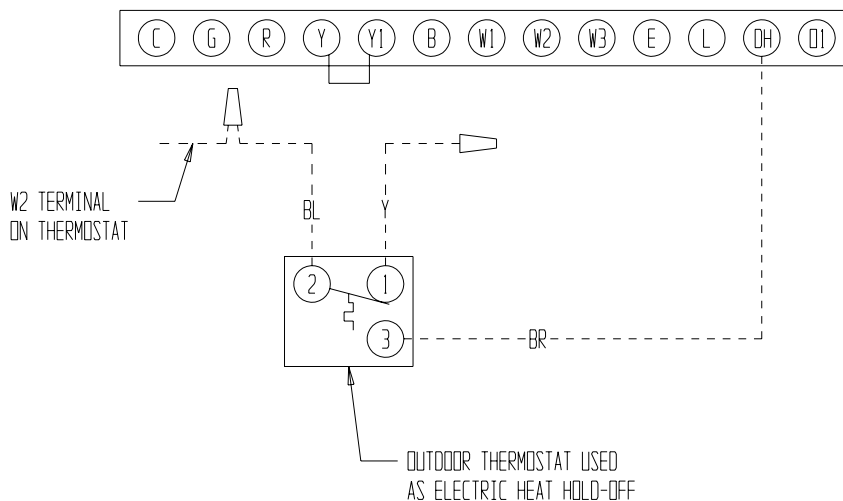 C G R Y Y1 B W1 W2 W3 E L OH O1
W2 TERMINAL
ON THERMOSTAT
BL
Y
2
1
3
BR
OUTDOOR THERMOSTAT USED
AS ELECTRIC HEAT HOLD-OFF